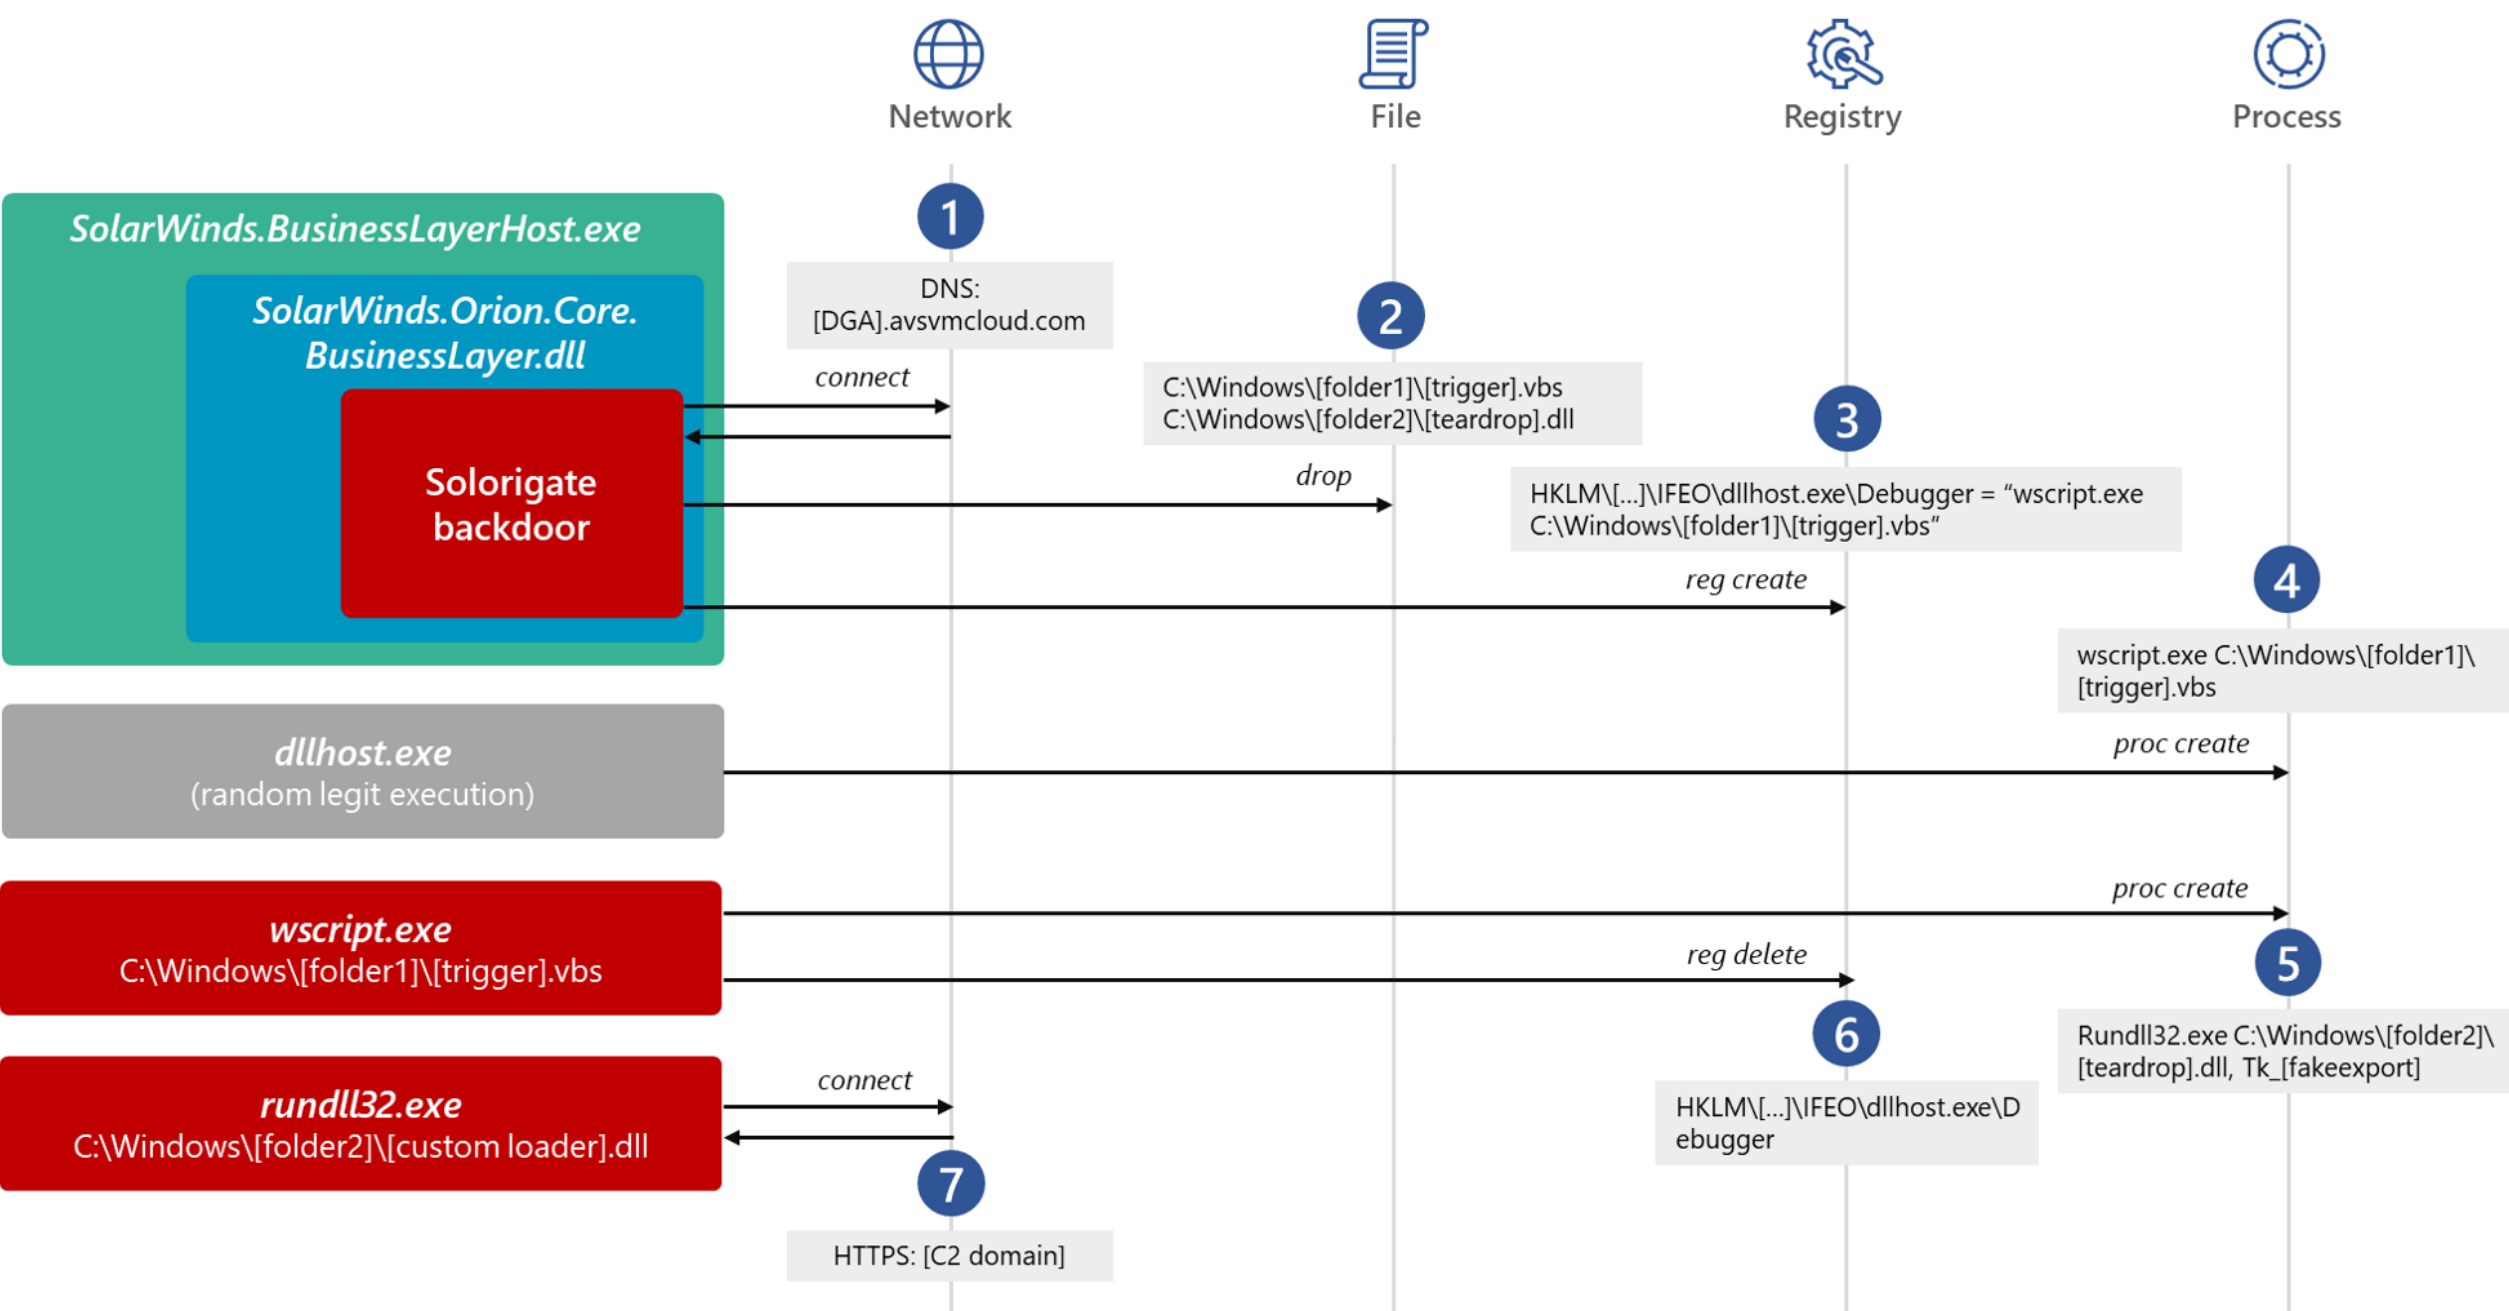 Network
File
Registry
Process
1
SolarWinds.BusinessLayerHost.exe
DNS:
[DGA].avsvmcloud.com
SolarWinds.Orion.Core.
BusinessLayer.dll
2
connect
C:\Windows\[folder1]\[trigger].vbs
C:\Windows\[folder2]\[teardrop].dll
3
Solorigate
backdoor
drop
HKLM\[...]\IFEO\dllhost.exe\Debugger = “wscript.exe
C:\Windows\[folder1]\[trigger].vbs”
reg create
4
wscript.exe C:\Windows\[folder1]\
[trigger].vbs
dllhost.exe
(random legit execution)
proc create
wscript.exe
C:\Windows\[folder1]\[trigger].vbs
proc create
reg delete
5
6
Rundll32.exe C:\Windows\[folder2]\
[teardrop].dll, Tk_[fakeexport]
rundll32.exe
C:\Windows\[folder2]\[custom loader].dll
connect
HKLM\[...]\IFEO\dllhost.exe\D
ebugger
7
HTTPS: [C2 domain]